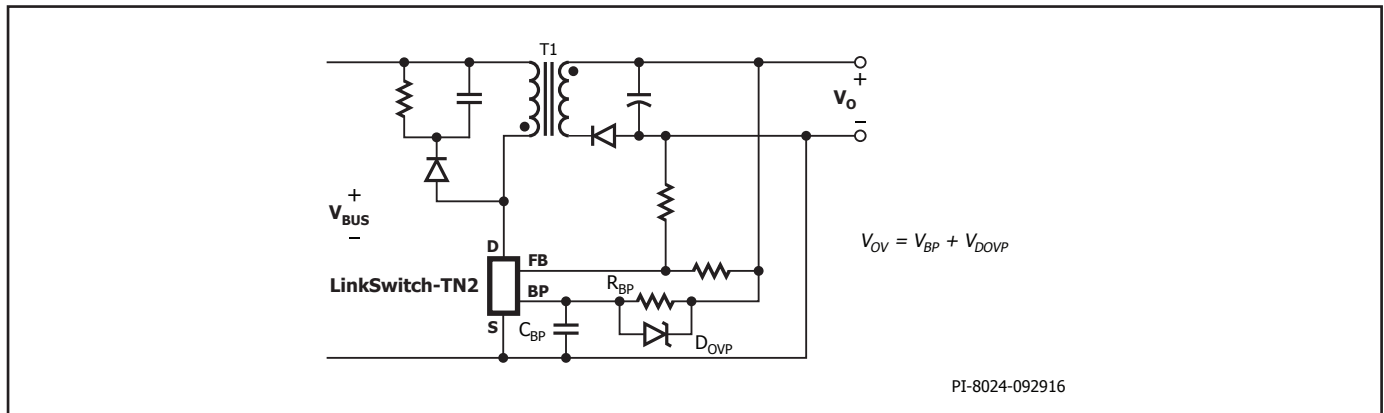 T1
+
V_O
−
+
V_BUS
−
D
FB
LinkSwitch-TN2
BP
S
R_BP
C_BP
D_OVP
V_OV = V_BP + V_DOVP
PI-8024-092916